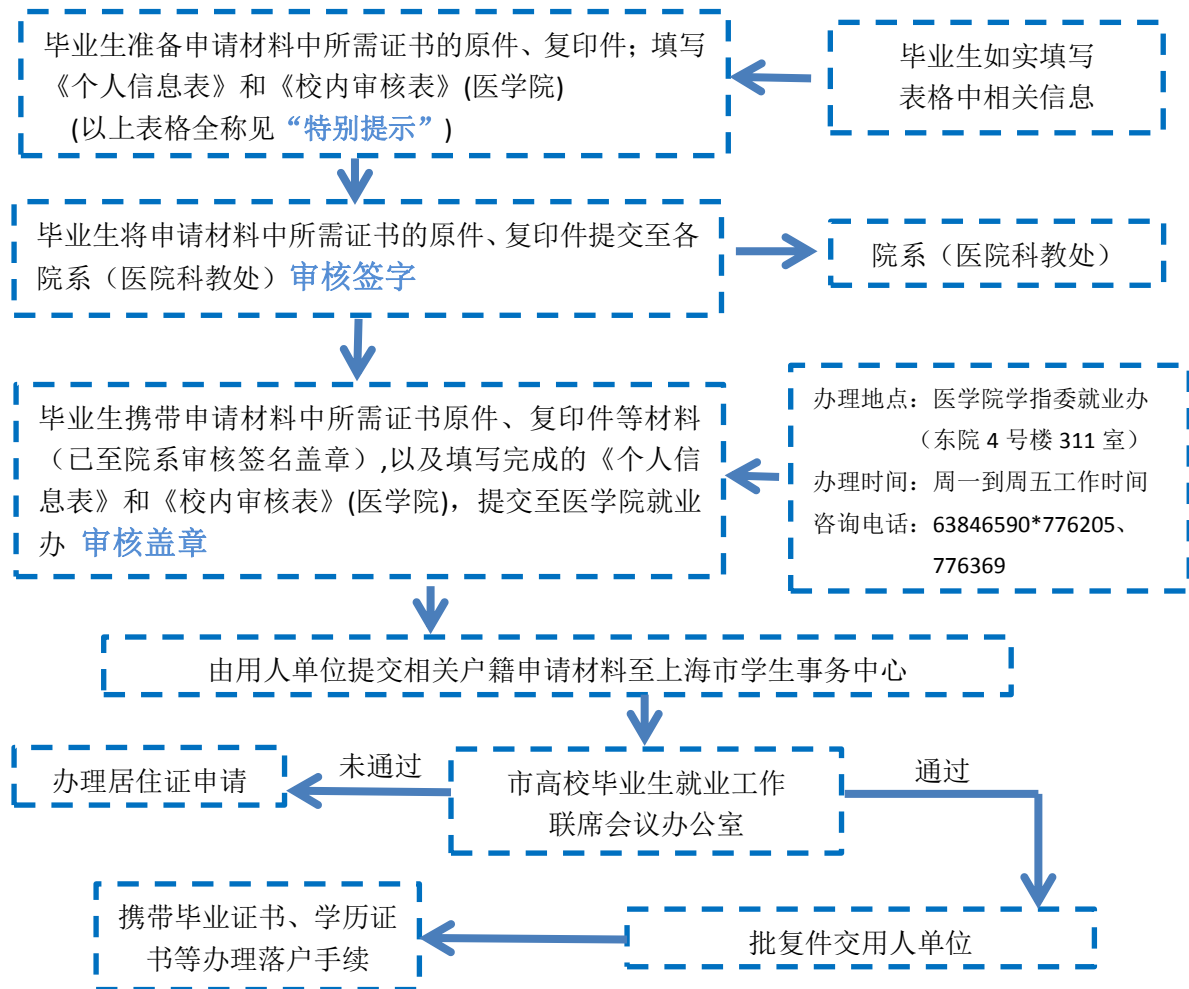 毕业生准备申请材料中所需证书的原件、复印件；填写
《个人信息表》和《校内审核表》(医学院)
(以上表格全称见“特别提示”)
毕业生如实填写
表格中相关信息
毕业生将申请材料中所需证书的原件、复印件提交至各
院系（医院科教处）审核签字
院系（医院科教处）
毕业生携带申请材料中所需证书原件、复印件等材料
（已至院系审核签名盖章）,以及填写完成的《个人信
息表》和《校内审核表》(医学院)，提交至医学院就业
办 审核盖章
办理地点：医学院学指委就业办
（东院 4 号楼 311 室）
办理时间：周一到周五工作时间
咨询电话：63846590*776205、
776369
由用人单位提交相关户籍申请材料至上海市学生事务中心
办理居住证申请
未通过
市高校毕业生就业工作
联席会议办公室
通过
携带毕业证书、学历证
书等办理落户手续
批复件交用人单位